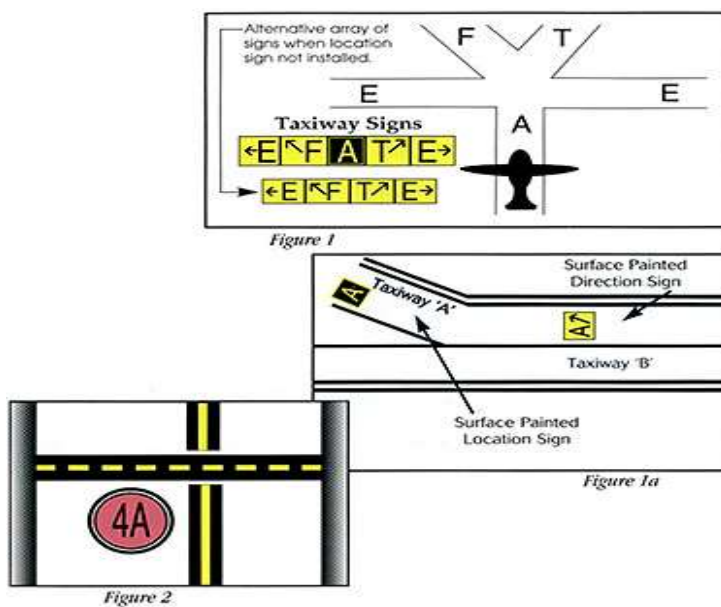 Alternative array of
signs when location
sign not installed.
F T
E E
A
Taxiway Signs
←E ↖F A T↗ E→
←E ↖F T↗ E→
Figure 1
Surface Painted
Direction Sign
A Taxiway 'A'
A↖
Taxiway 'B'
Surface Painted
Location Sign
Figure 1a
4A
Figure 2